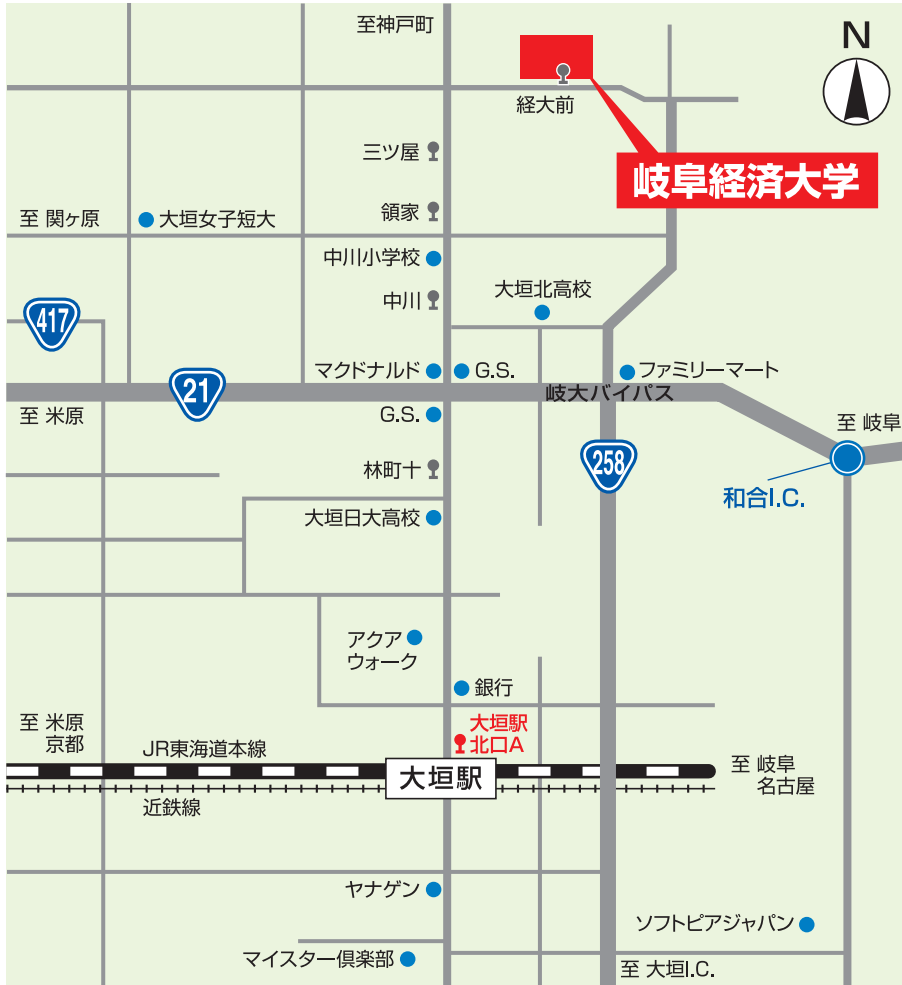 至神戸町
N
経大前
三ツ屋
岐阜経済大学
領家
至 関ヶ原
大垣女子短大
中川小学校
中川
大垣北高校
417
マクドナルド
G.S.
ファミリーマート
21
岐大バイパス
至 米原
G.S.
至 岐阜
林町十
258
和合I.C.
大垣日大高校
アクア
ウォーク
銀行
至 米原
京都
大垣駅
北口A
JR東海道本線
大垣駅
至 岐阜
名古屋
近鉄線
ヤナゲン
ソフトピアジャパン
マイスター倶楽部
至 大垣I.C.